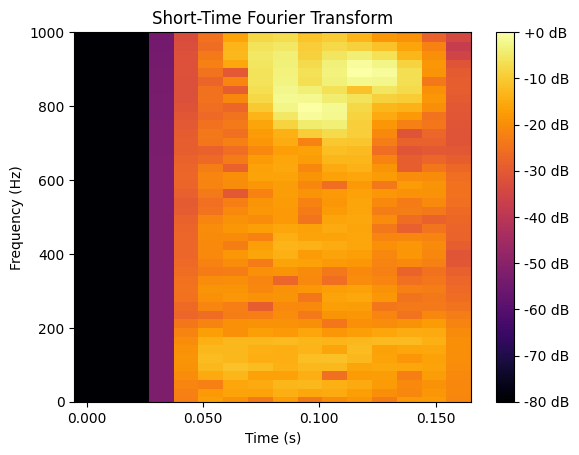 Short-Time Fourier Transform
1000
800
600
400
200
0
Frequency (Hz)
0.000
0.050
0.100
0.150
Time (s)
+0 dB
-10 dB
-20 dB
-30 dB
-40 dB
-50 dB
-60 dB
-70 dB
-80 dB